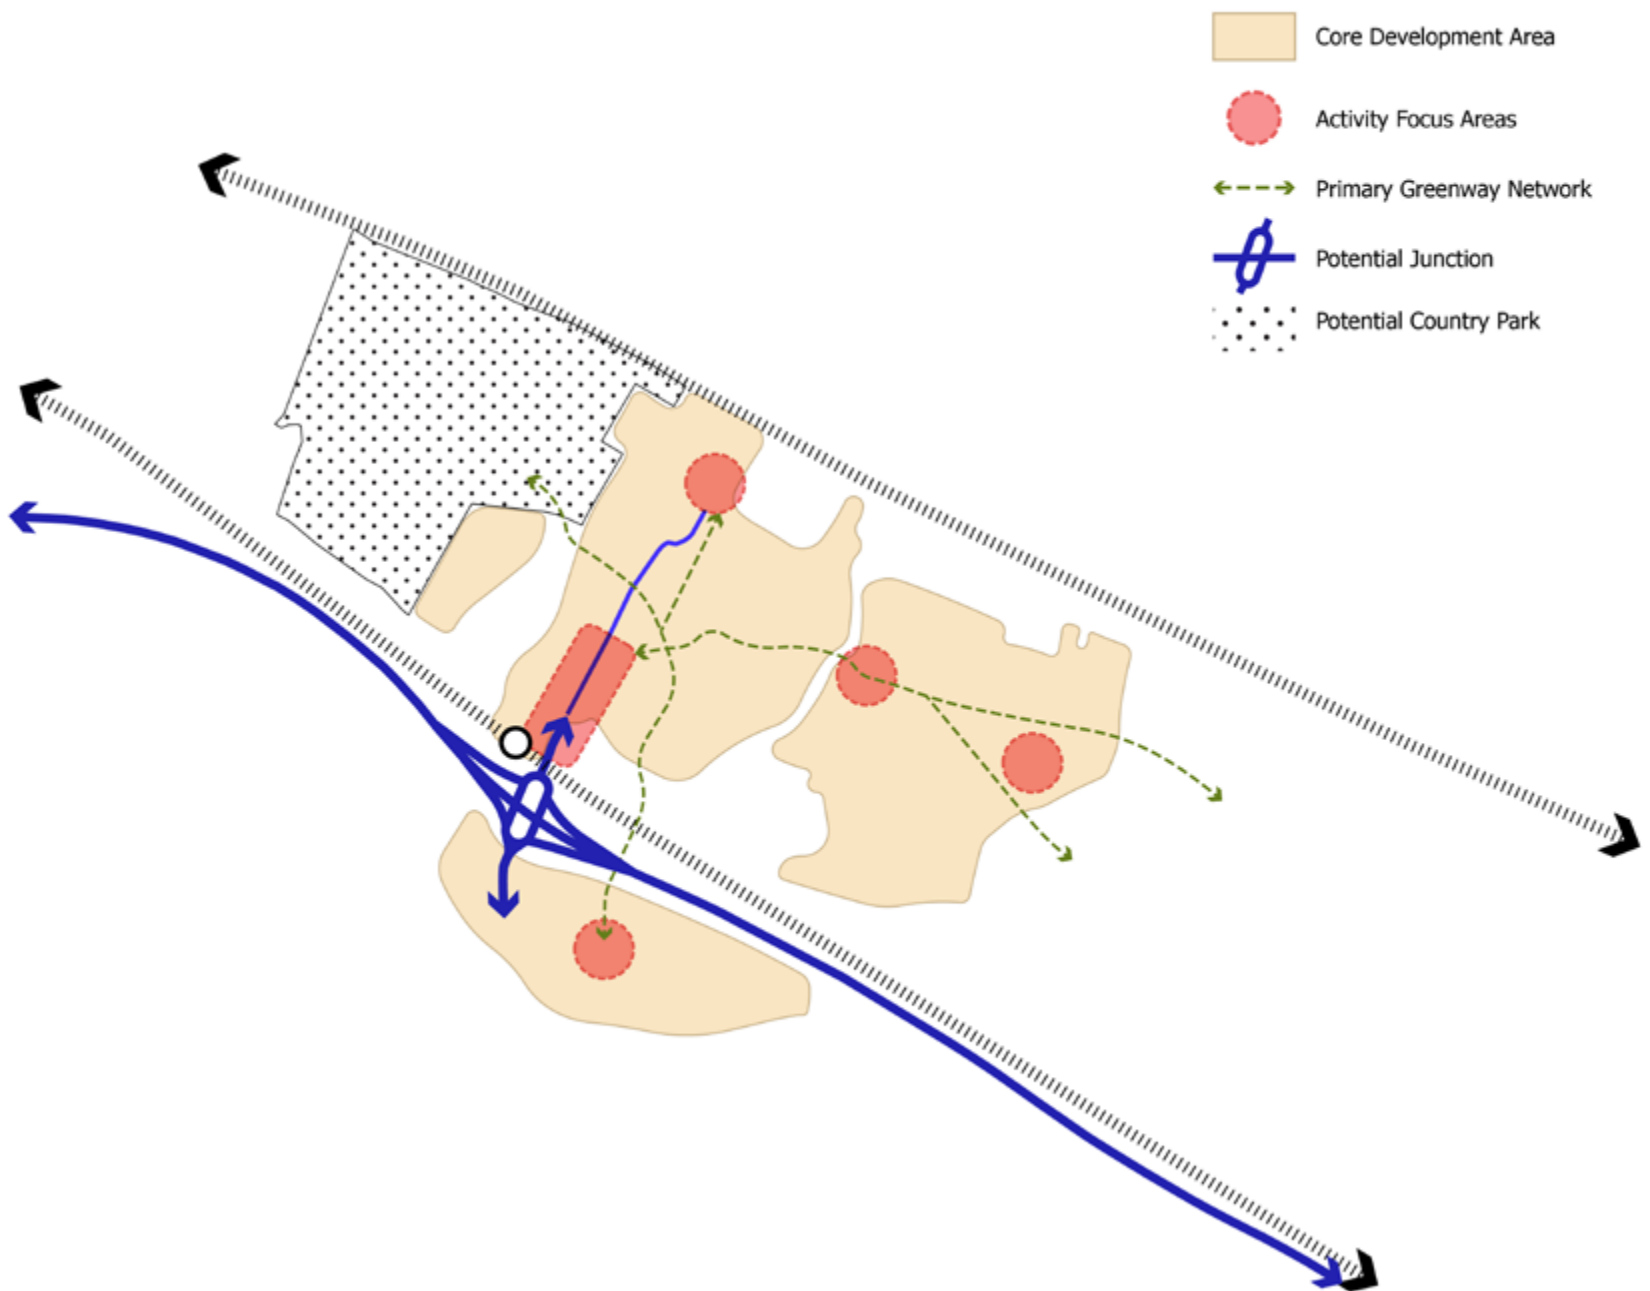 Core Development Area
Activity Focus Areas
Primary Greenway Network
Potential Junction
Potential Country Park